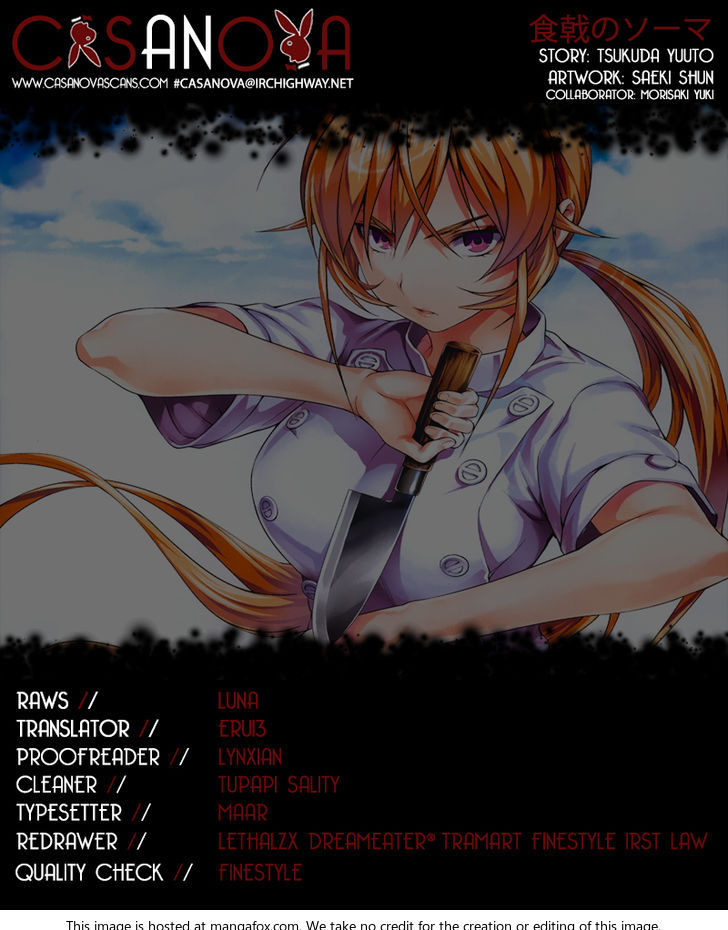 CASANOVA
WWW.CASANOVASCANS.COM #CASANOVA@IRCHIGHWAY.NET
食戟のソーマ
STORY: TSUKUDA YUUTO
ARTWORK: SAEKI SHUN
COLLABORATOR: MORISAKI YUKI
RAWS // LUNA
TRANSLATOR // ERUI3
PROOFREADER // LYNXIAN
CLEANER // TUPAPI SALITY
TYPESETTER // MAAR
REDRAWER // LETHALZX DREAMEATER® TRAMART FINESTYLE IRST LAW
QUALITY CHECK // FINESTYLE
This image is hosted at mangafox.com. We take no credit for the creation or editing of this image.